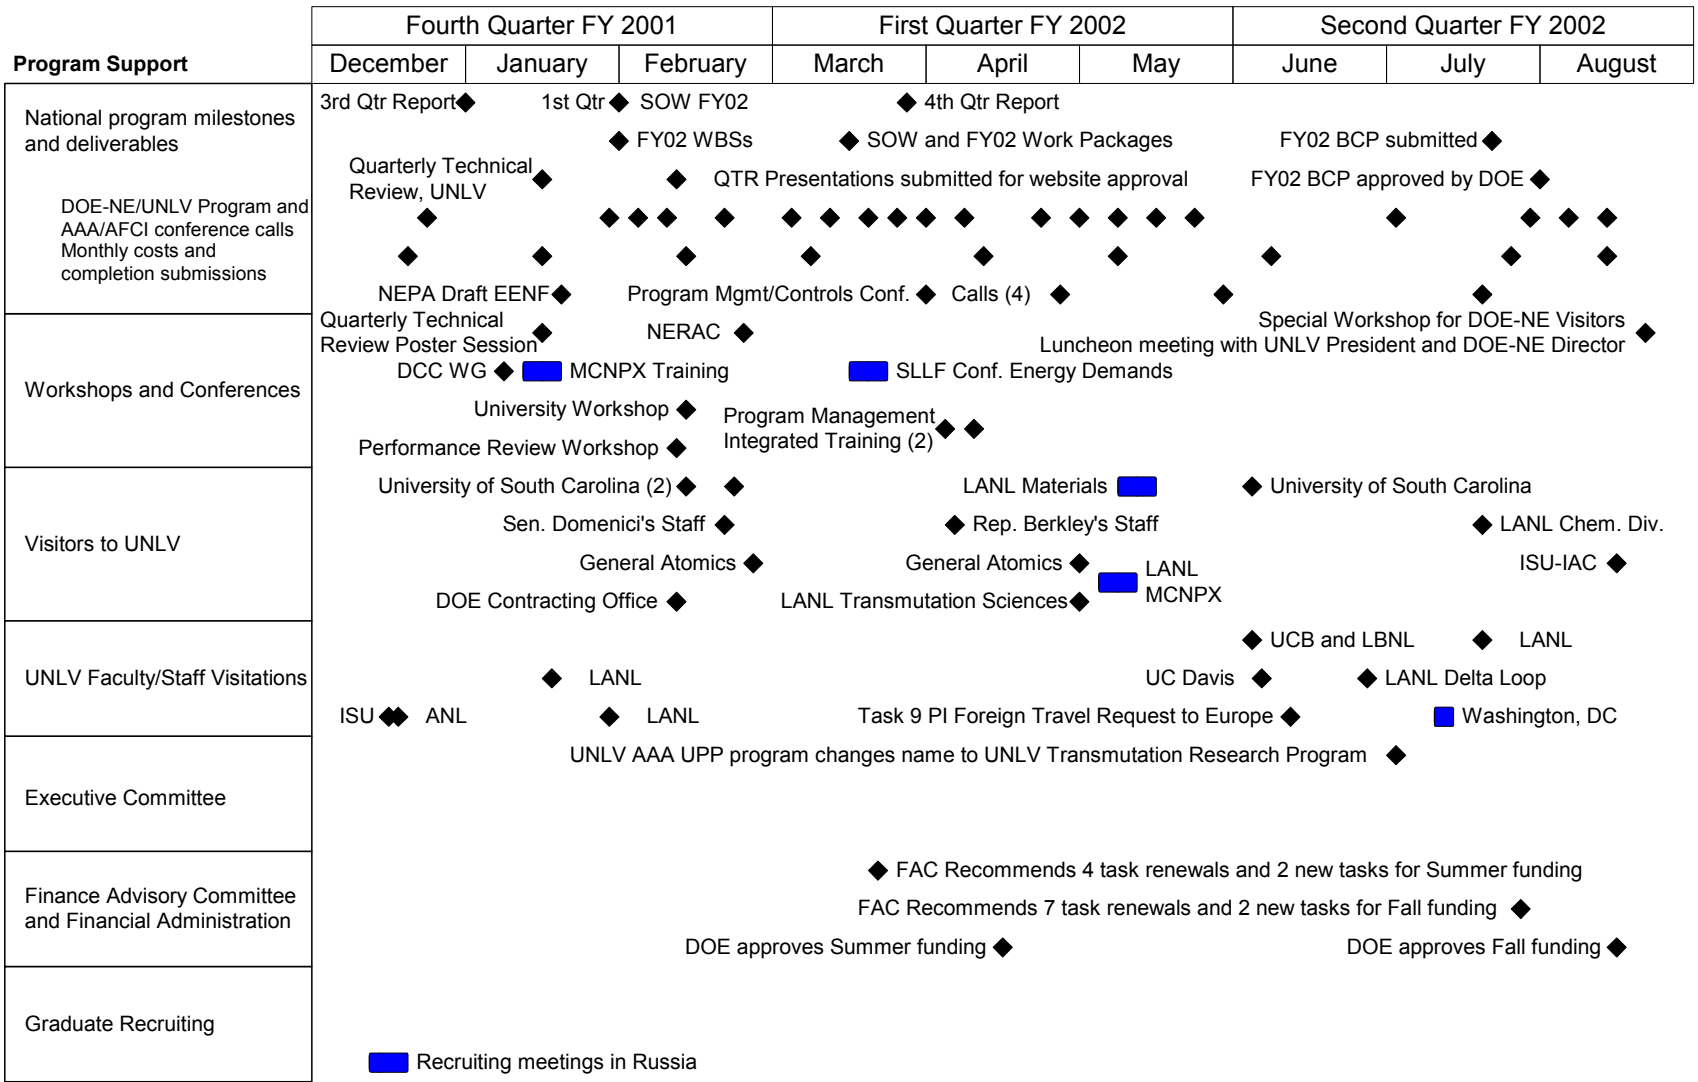 Fourth Quarter FY 2001 First Quarter FY 2002 Second Quarter FY 2002
Program Support December January February March April May June July August
National program milestones
and deliverables
DOE-NE/UNLV Program and
AAA/AFCI conference calls
Monthly costs and
completion submissions
3rd Qtr Report 1st Qtr SOW FY02 4th Qtr Report
FY02 WBSs SOW and FY02 Work Packages FY02 BCP submitted
Quarterly Technical
Review, UNLV
QTR Presentations submitted for website approval FY02 BCP approved by DOE
NEPA Draft EENF Program Mgmt/Controls Conf. Calls (4)
Workshops and Conferences
Quarterly Technical
Review Poster Session
NERAC
Special Workshop for DOE-NE Visitors
Luncheon meeting with UNLV President and DOE-NE Director
DCC WG MCNPX Training SLLF Conf. Energy Demands
University Workshop
Program Management
Integrated Training (2)
Performance Review Workshop
Visitors to UNLV
University of South Carolina (2) LANL Materials University of South Carolina
Sen. Domenici's Staff Rep. Berkley's Staff LANL Chem. Div.
General Atomics General Atomics ISU-IAC
LANL
MCNPX
DOE Contracting Office LANL Transmutation Sciences
UNLV Faculty/Staff Visitations
UCB and LBNL LANL
LANL UC Davis LANL Delta Loop
ISU ANL LANL Task 9 PI Foreign Travel Request to Europe Washington, DC
UNLV AAA UPP program changes name to UNLV Transmutation Research Program
Executive Committee
Finance Advisory Committee
and Financial Administration
FAC Recommends 4 task renewals and 2 new tasks for Summer funding
FAC Recommends 7 task renewals and 2 new tasks for Fall funding
DOE approves Summer funding DOE approves Fall funding
Graduate Recruiting
Recruiting meetings in Russia